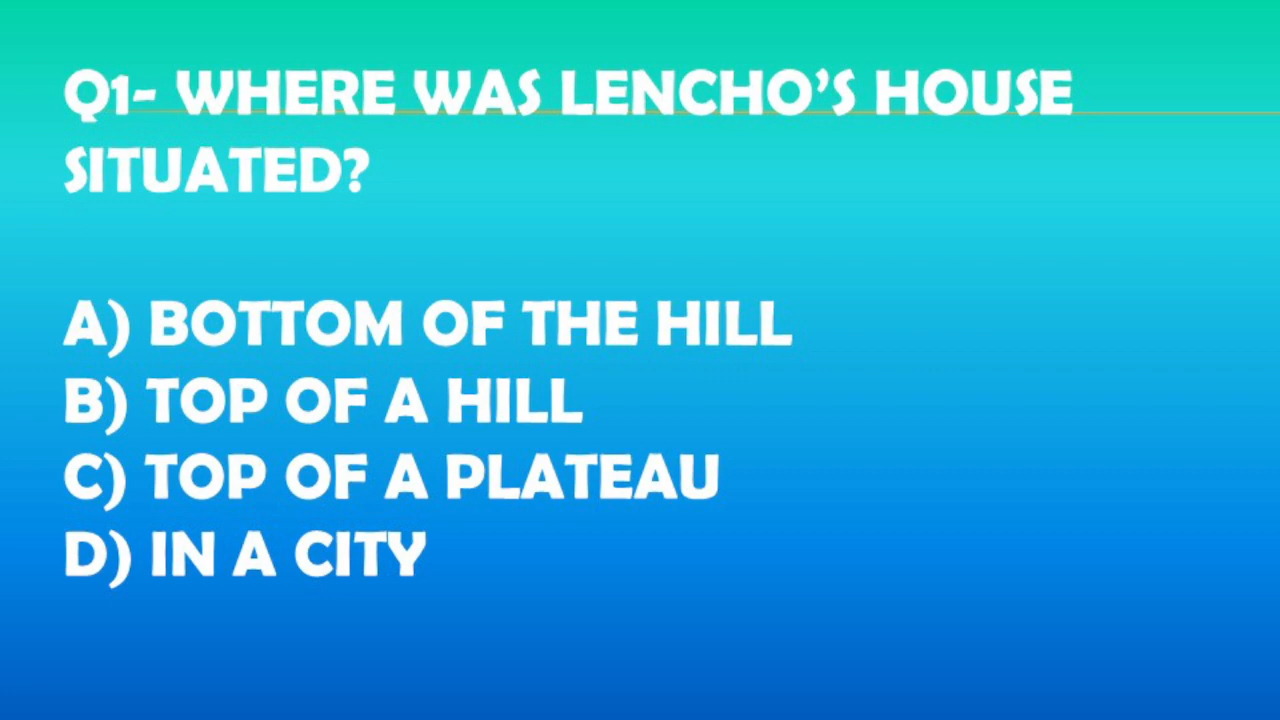 Q1- WHERE WAS LENCHO'S HOUSE
SITUATED?
A) BOTTOM OF THE HILL
B) TOP OF A HILL
C) TOP OF A PLATEAU
D) IN A CITY